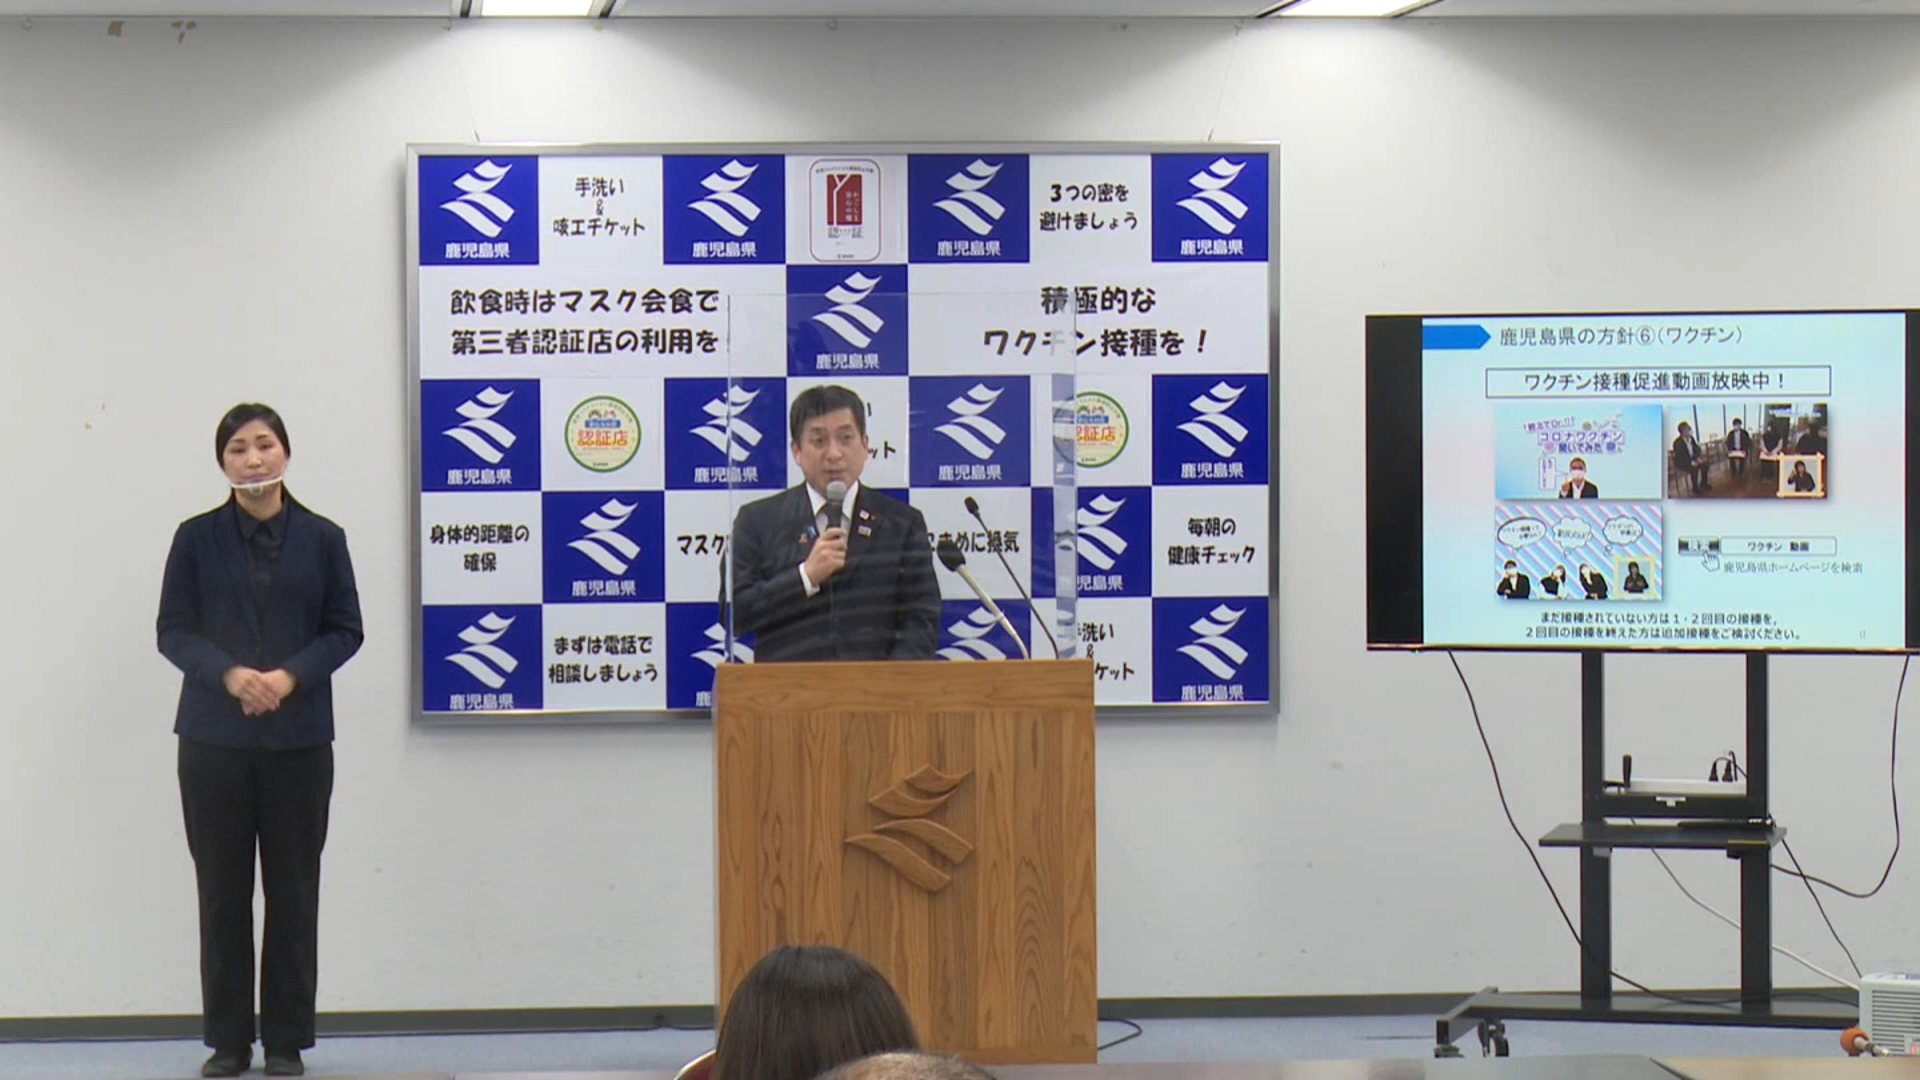 鹿児島県
手洗い
&
咳エチケット
鹿児島県
鹿児島県
3つの密を
避けましょう
鹿児島県
飲食時はマスク会食で
第三者認証店の利用を
鹿児島県
積極的な
ワクチン接種を!
鹿児島県
認証店
鹿児島県
ット
鹿児島県
認証店
鹿児島県
身体的距離の
確保
鹿児島県
マスク
まめに換気
児島県
毎朝の
健康チェック
鹿児島県
まずは電話で
相談しましょう
鹿
手洗い
&
ケット
鹿児島県
鹿児島県の方針⑥(ワクチン)
ワクチン接種促進動画放映中!
コロナワクチン
聞いてみた
ワクチン 動画
鹿児島県ホームページを検索
まだ接種されていない方は1・2回目の接種を,
2回目の接種を終えた方は追加接種をご検討ください。
17